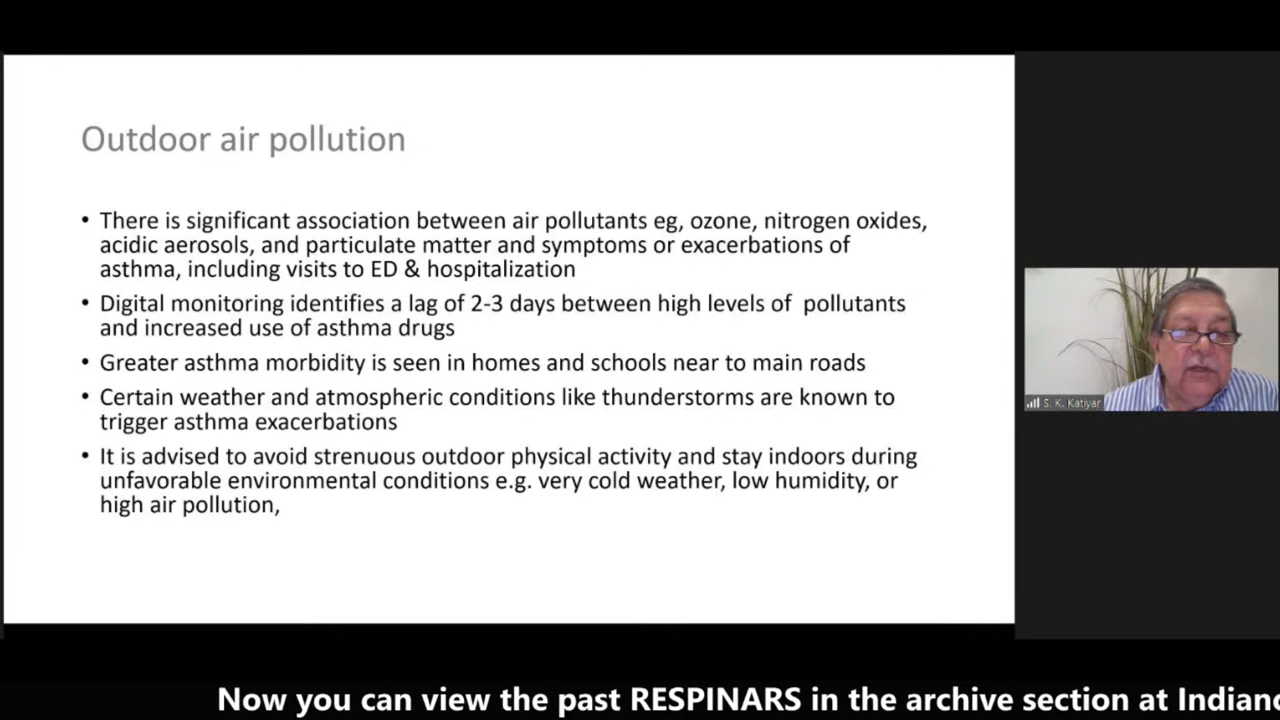 Outdoor air pollution
• There is significant association between air pollutants eg, ozone, nitrogen oxides,
acidic aerosols, and particulate matter and symptoms or exacerbations of
asthma, including visits to ED & hospitalization
• Digital monitoring identifies a lag of 2-3 days between high levels of pollutants
and increased use of asthma drugs
• Greater asthma morbidity is seen in homes and schools near to main roads
• Certain weather and atmospheric conditions like thunderstorms are known to
trigger asthma exacerbations
• It is advised to avoid strenuous outdoor physical activity and stay indoors during
unfavorable environmental conditions e.g. very cold weather, low humidity, or
high air pollution,
S. K. Katiyar
Now you can view the past RESPINARS in the archive section at